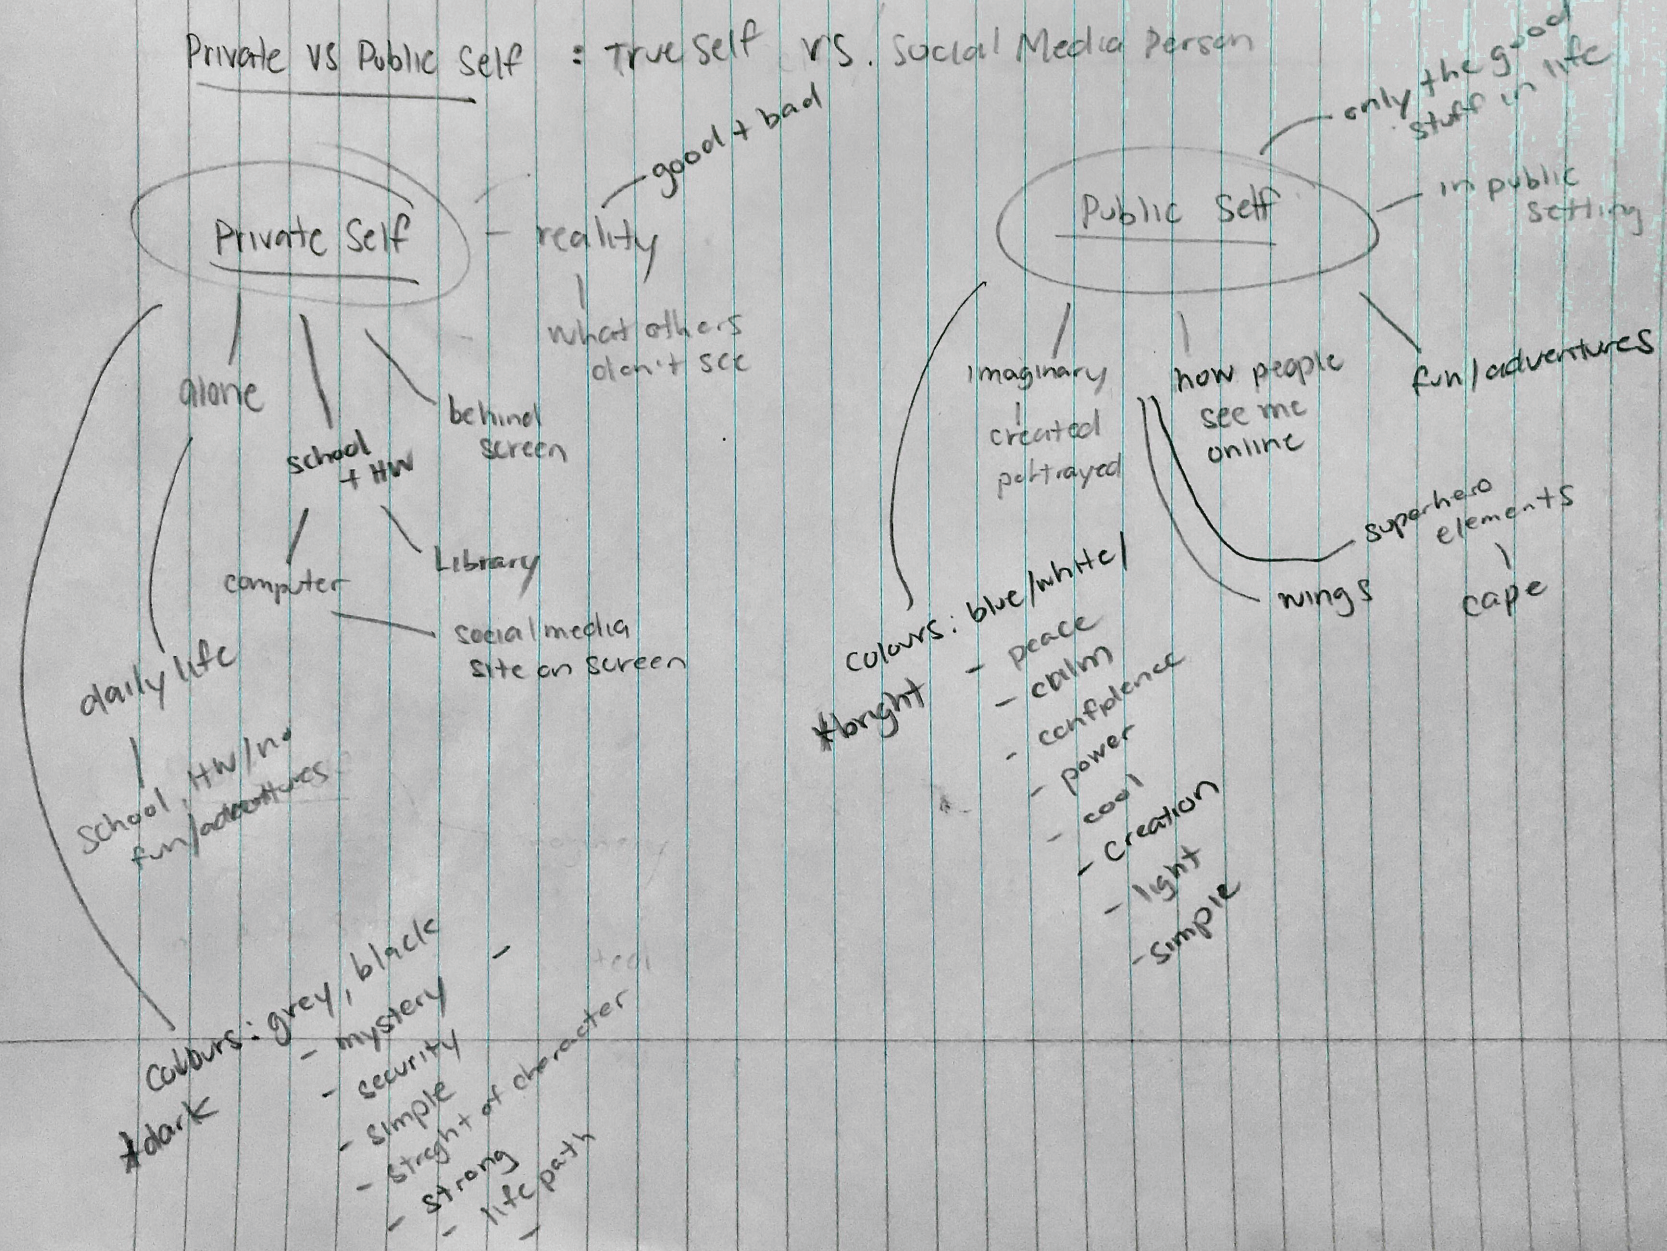 Private VS Public Self : True Self VS. Social Media Person
Private Self
reality
good + bad
what others
don't see
alone
school
+ HW
behind
screen
computer
Library
social media
site on screen
daily life
school, HW/no
fun/adventures
Colours: grey, black
*dark
- mystery
- security
- simple
- streght of character
- strong
- life path
-
-
Public Self
only the good
stuff in life
in public
setting
imaginary
created
portrayed
how people
see me
online
fun/adventures
superhero
elements
cape
wings
colours: blue/white/
*bright
- peace
- calm
- confidence
- power
- cool
- creation
- light
- simple